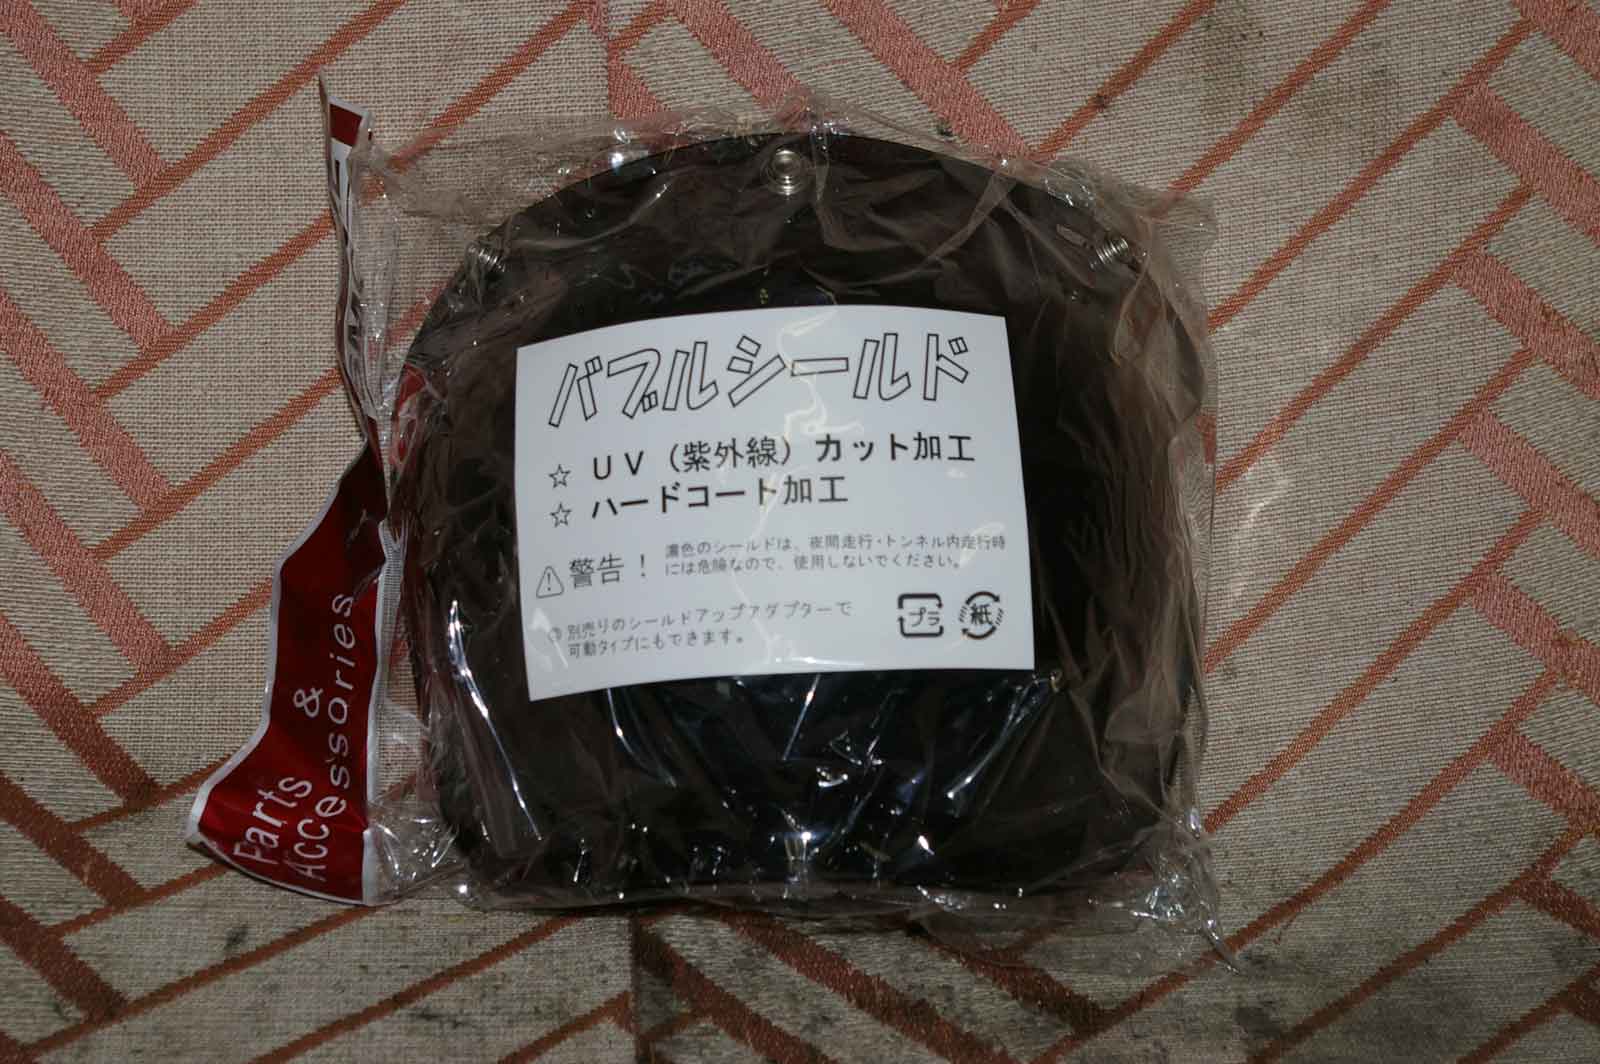 バブルシールド
☆ UV（紫外線）カット加工
☆ ハードコート加工
警告！
濃色のシールドは、夜間走行・トンネル内走行時
には危険なので、使用しないでください。
◎別売りのシールドアップアダプターで
可動タイプにもできます。
プラ 紙
Parts &
Accessories